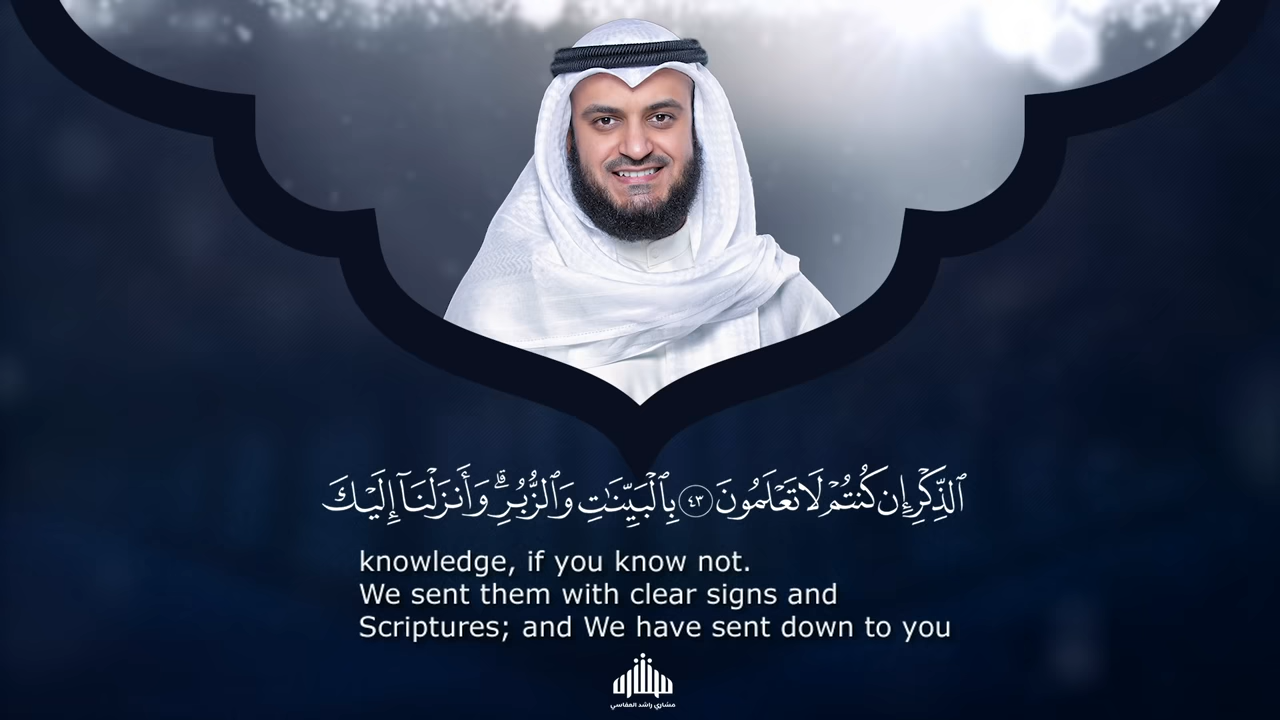 ٱلذِّكْرِ إِن كُنتُمْ لَا تَعْلَمُونَ ٤٣ بِٱلْبَيِّنَٰتِ وَٱلزُّبُرِ ۗ وَأَنزَلْنَآ إِلَيْكَ
knowledge, if you know not.
We sent them with clear signs and
Scriptures; and We have sent down to you
مشاري راشد العفاسي